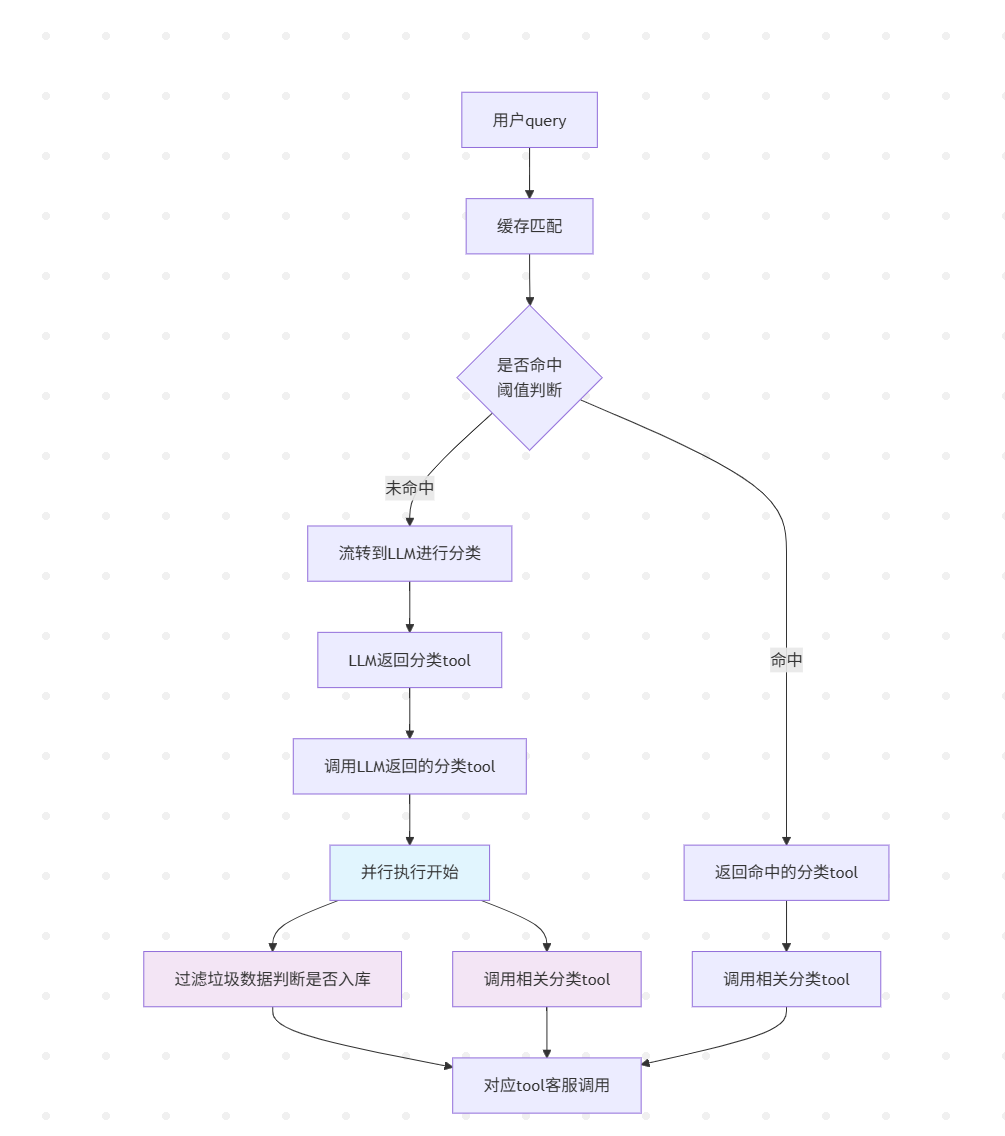 用户query
缓存匹配
是否命中
阈值判断
未命中
流转到LLM进行分类
LLM返回分类tool
命中
调用LLM返回的分类tool
并行执行开始
返回命中的分类tool
过滤垃圾数据判断是否入库
调用相关分类tool
调用相关分类tool
对应tool客服调用